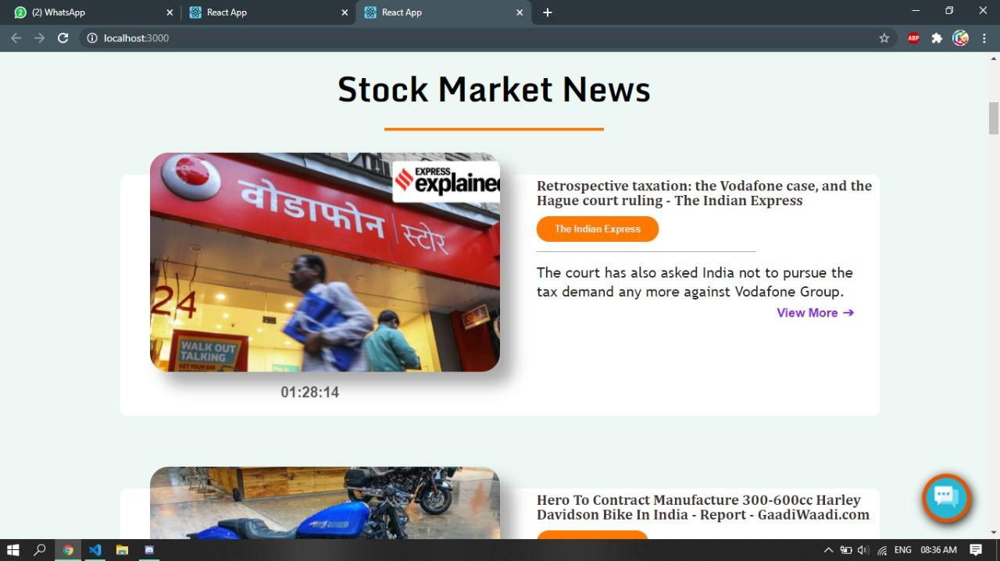 (2) WhatsApp
React App
React App
localhost:3000
ABP
Stock Market News
वोडाफोन स्टोर
EXPRESS
explained
24
WALK OUT
TALKING
GET YOUR SIM
01:28:14
Retrospective taxation: the Vodafone case, and the
Hague court ruling - The Indian Express
The Indian Express
The court has also asked India not to pursue the
tax demand any more against Vodafone Group.
View More ➔
Hero To Contract Manufacture 300-600cc Harley
Davidson Bike In India - Report - GaadiWaadi.com
ENG
08:36 AM